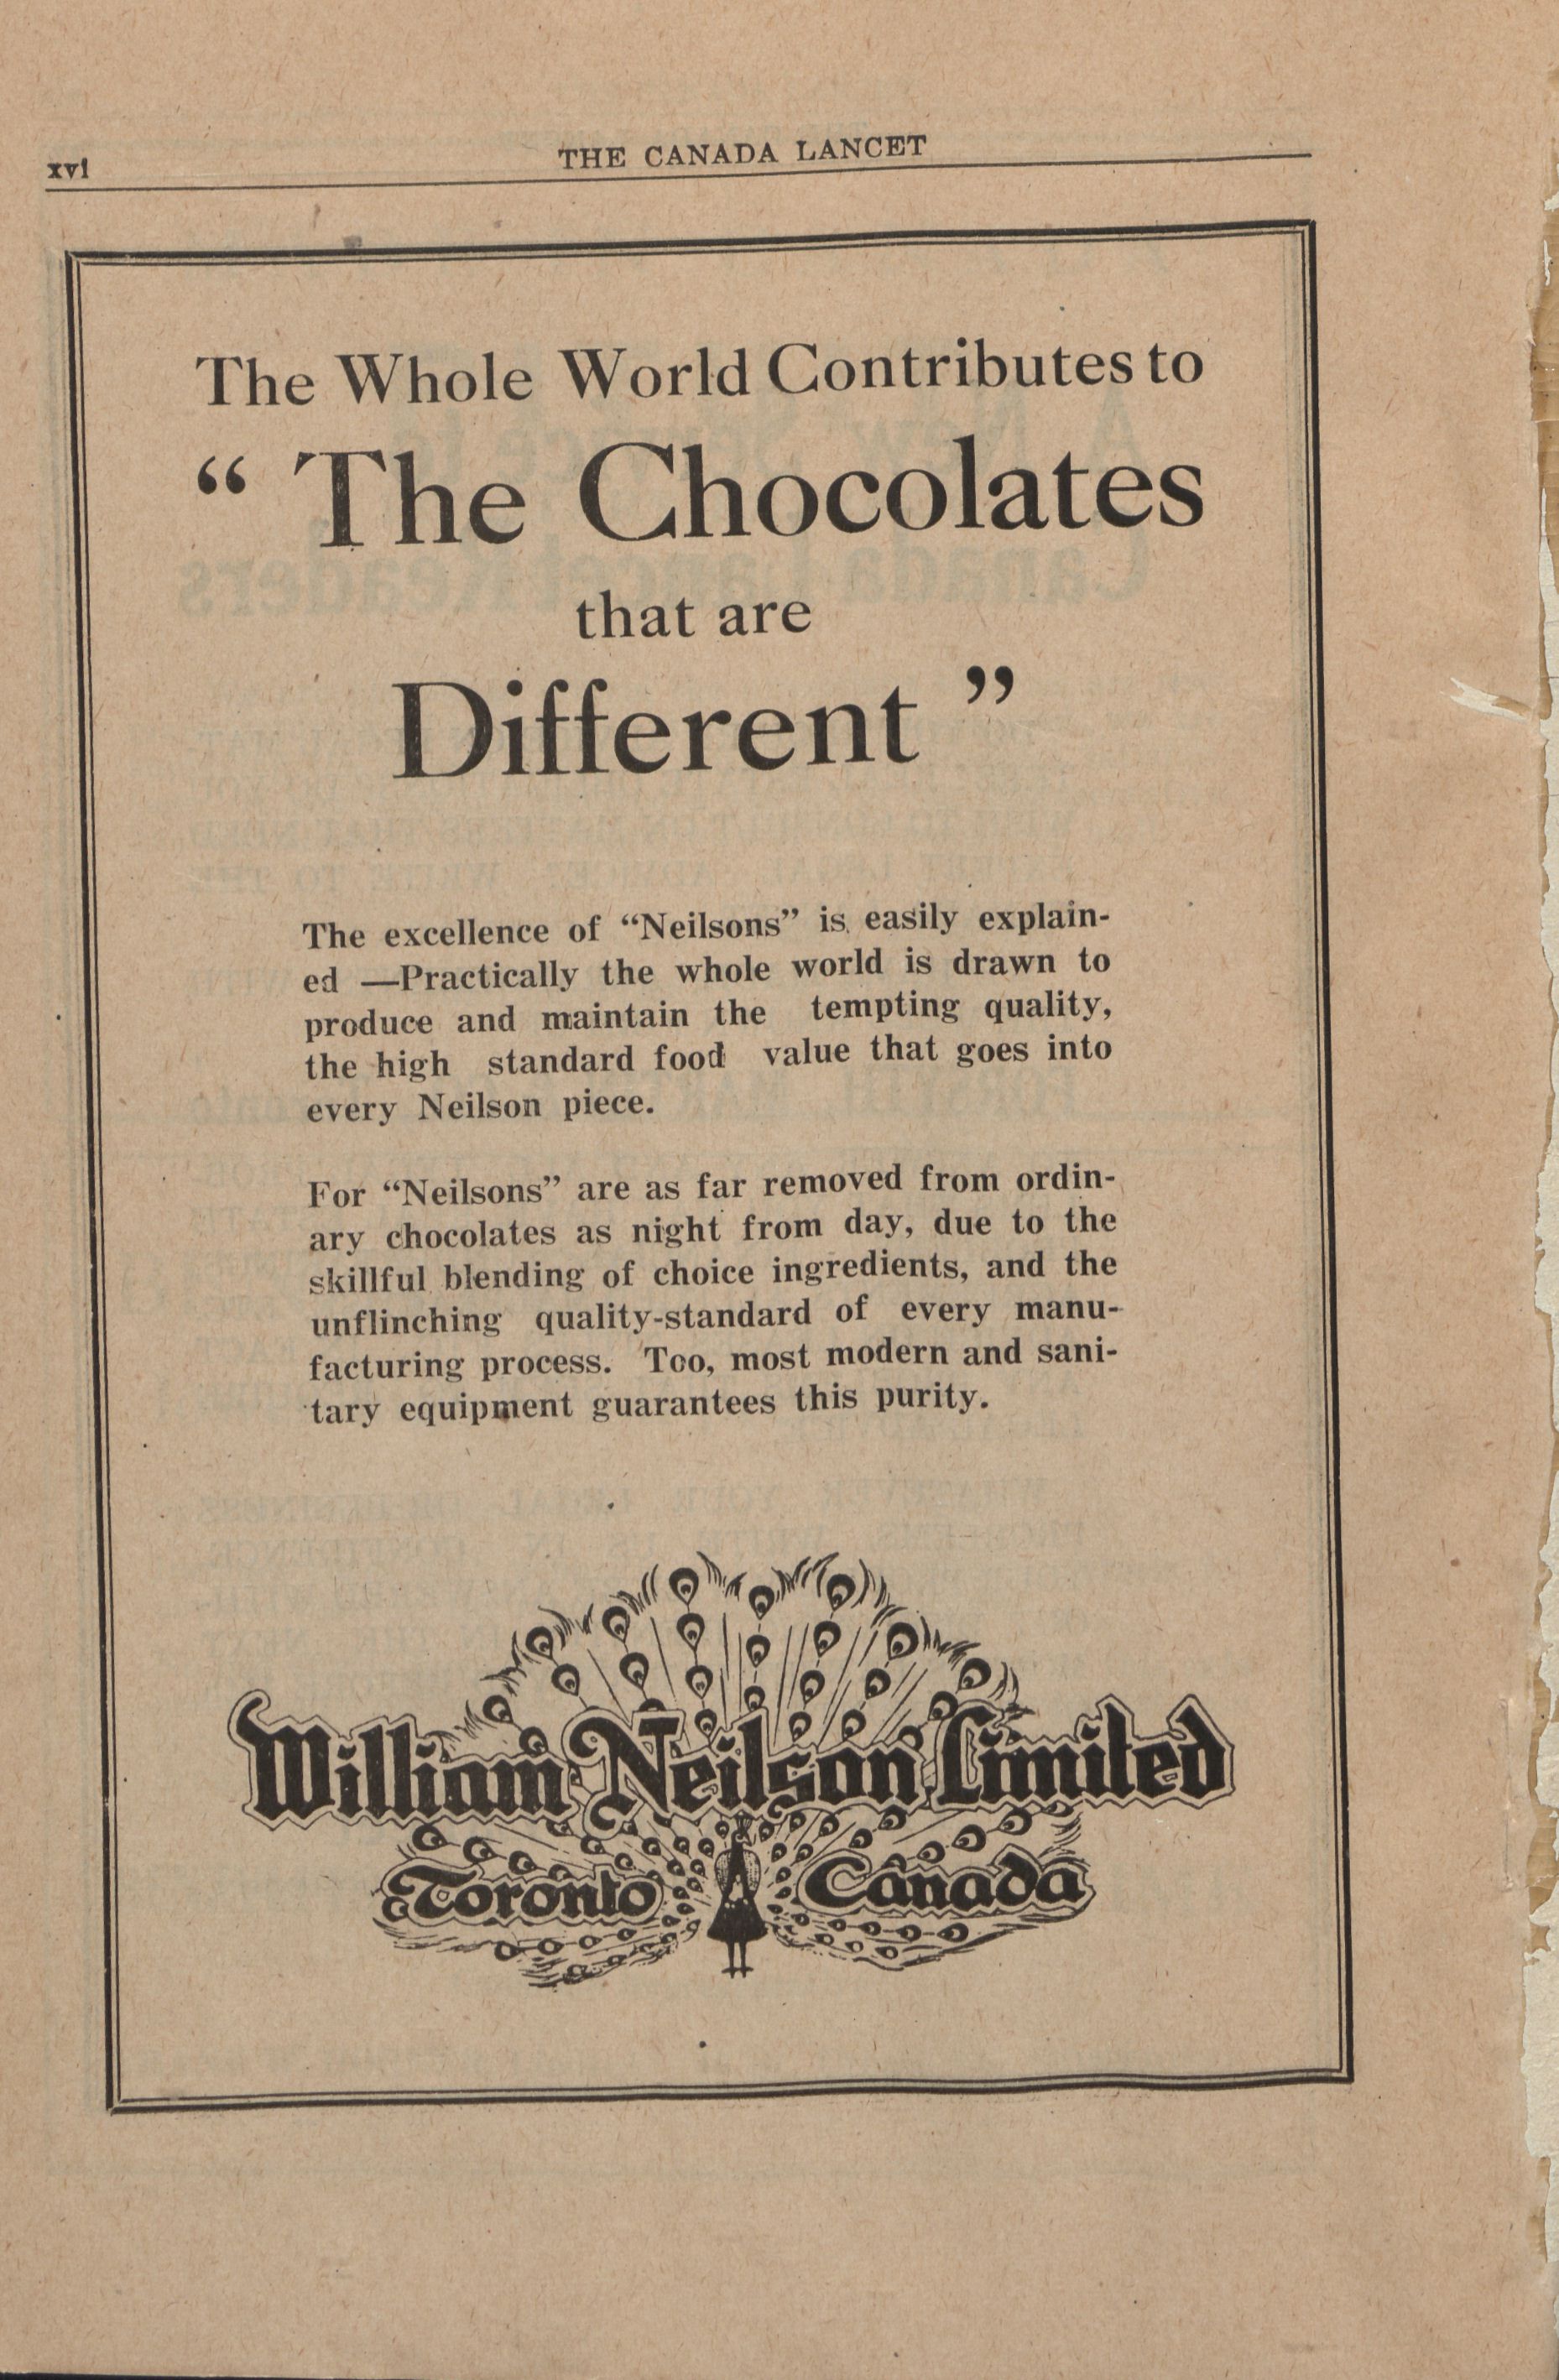 xvi
THE CANADA LANCET
The Whole World Contributes to
“ The Chocolates
that are
Different ”
The excellence of “Neilsons” is easily explain-
ed —Practically the whole world is drawn to
produce and maintain the tempting quality,
the high standard food value that goes into
every Neilson piece.
For “Neilsons” are as far removed from ordin-
ary chocolates as night from day, due to the
skillful blending of choice ingredients, and the
unflinching quality-standard of every manu-
facturing process. Too, most modern and sani-
tary equipment guarantees this purity.
William Neilson Limited
Toronto Canada